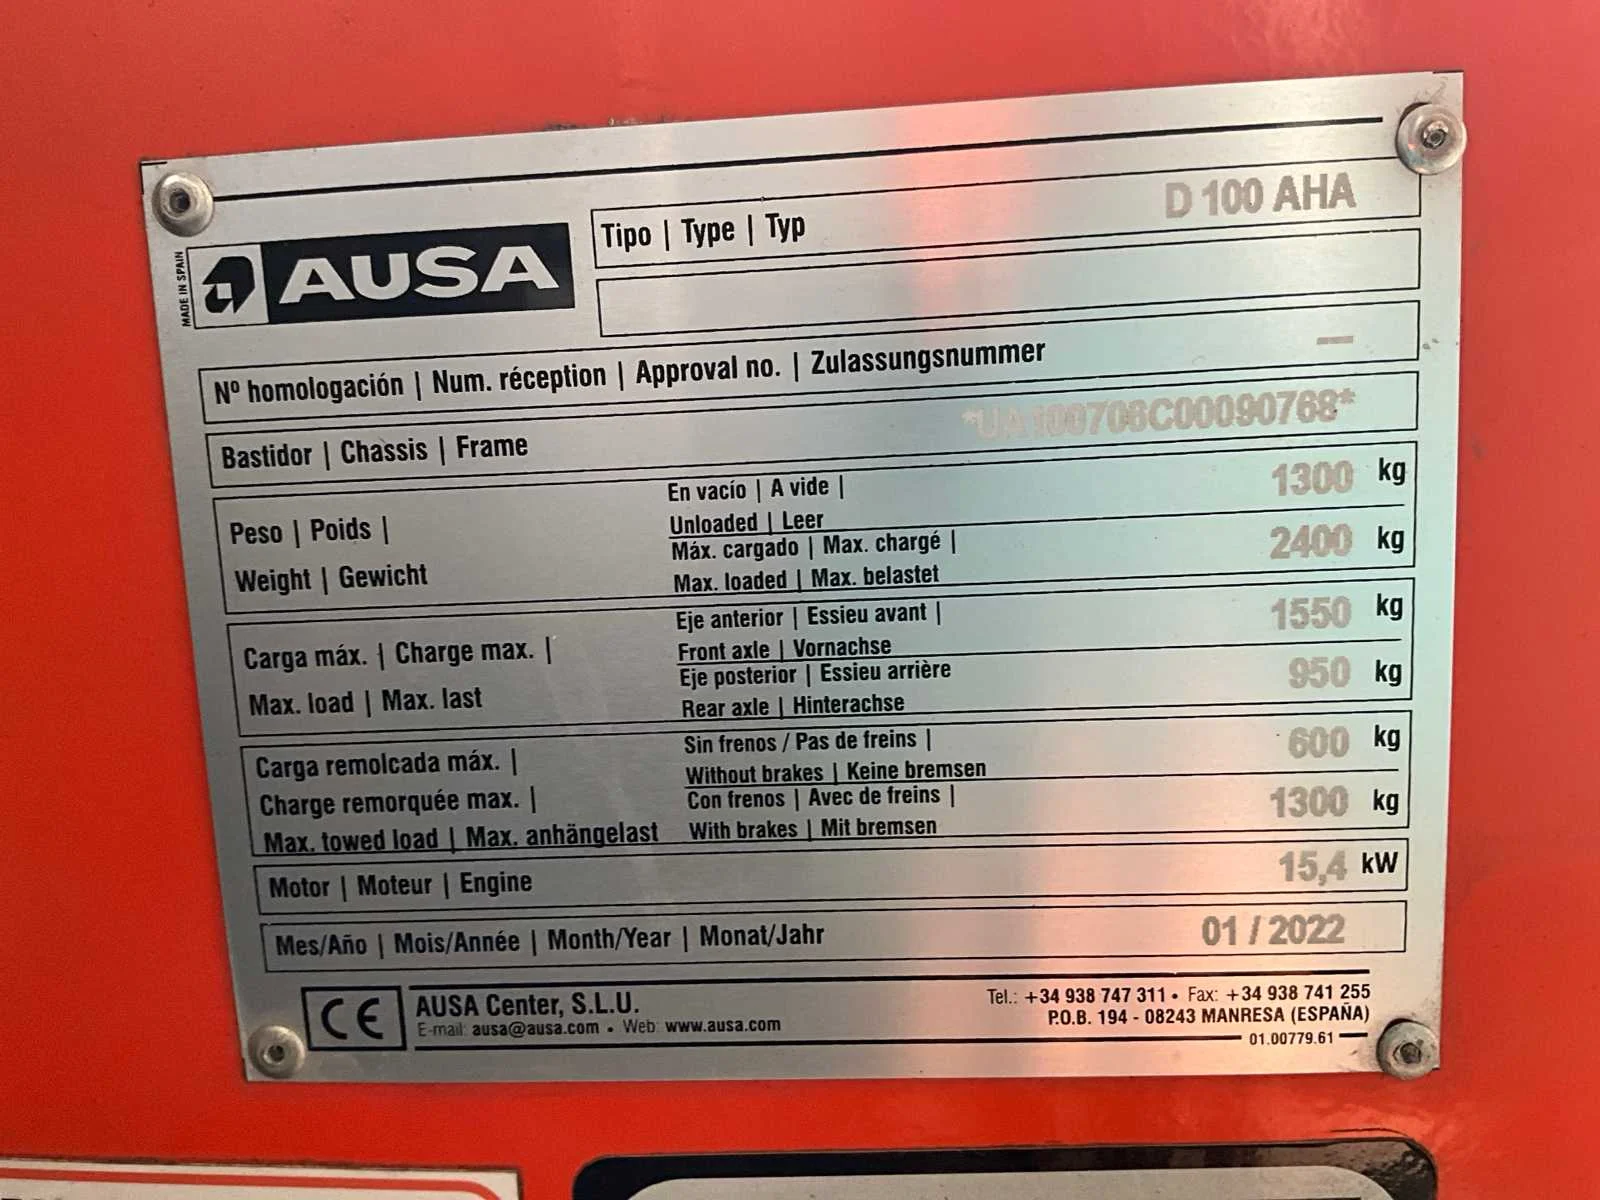 MADE IN SPAIN
AUSA
Tipo | Type | Typ D 100 AHA
Nº homologación | Num. réception | Approval no. | Zulassungsnummer —
Bastidor | Chassis | Frame *UA100706C00090768*
Peso | Poids |
Weight | Gewicht
En vacío | A vide | 1300 kg
Unloaded | Leer
Máx. cargado | Max. chargé | 2400 kg
Max. loaded | Max. belastet
Carga máx. | Charge max. |
Max. load | Max. last
Eje anterior | Essieu avant | 1550 kg
Front axle | Vornachse
Eje posterior | Essieu arrière 950 kg
Rear axle | Hinterachse
Carga remolcada máx. |
Charge remorquée max. |
Max. towed load | Max. anhängelast
Sin frenos / Pas de freins | 600 kg
Without brakes | Keine bremsen
Con frenos | Avec de freins | 1300 kg
With brakes | Mit bremsen
Motor | Moteur | Engine 15,4 kW
Mes/Año | Mois/Année | Month/Year | Monat/Jahr 01 / 2022
CE
AUSA Center, S.L.U.
E-mail: ausa@ausa.com • Web: www.ausa.com
Tel.: +34 938 747 311 • Fax: +34 938 741 255
P.O.B. 194 - 08243 MANRESA (ESPAÑA)
01.00779.61